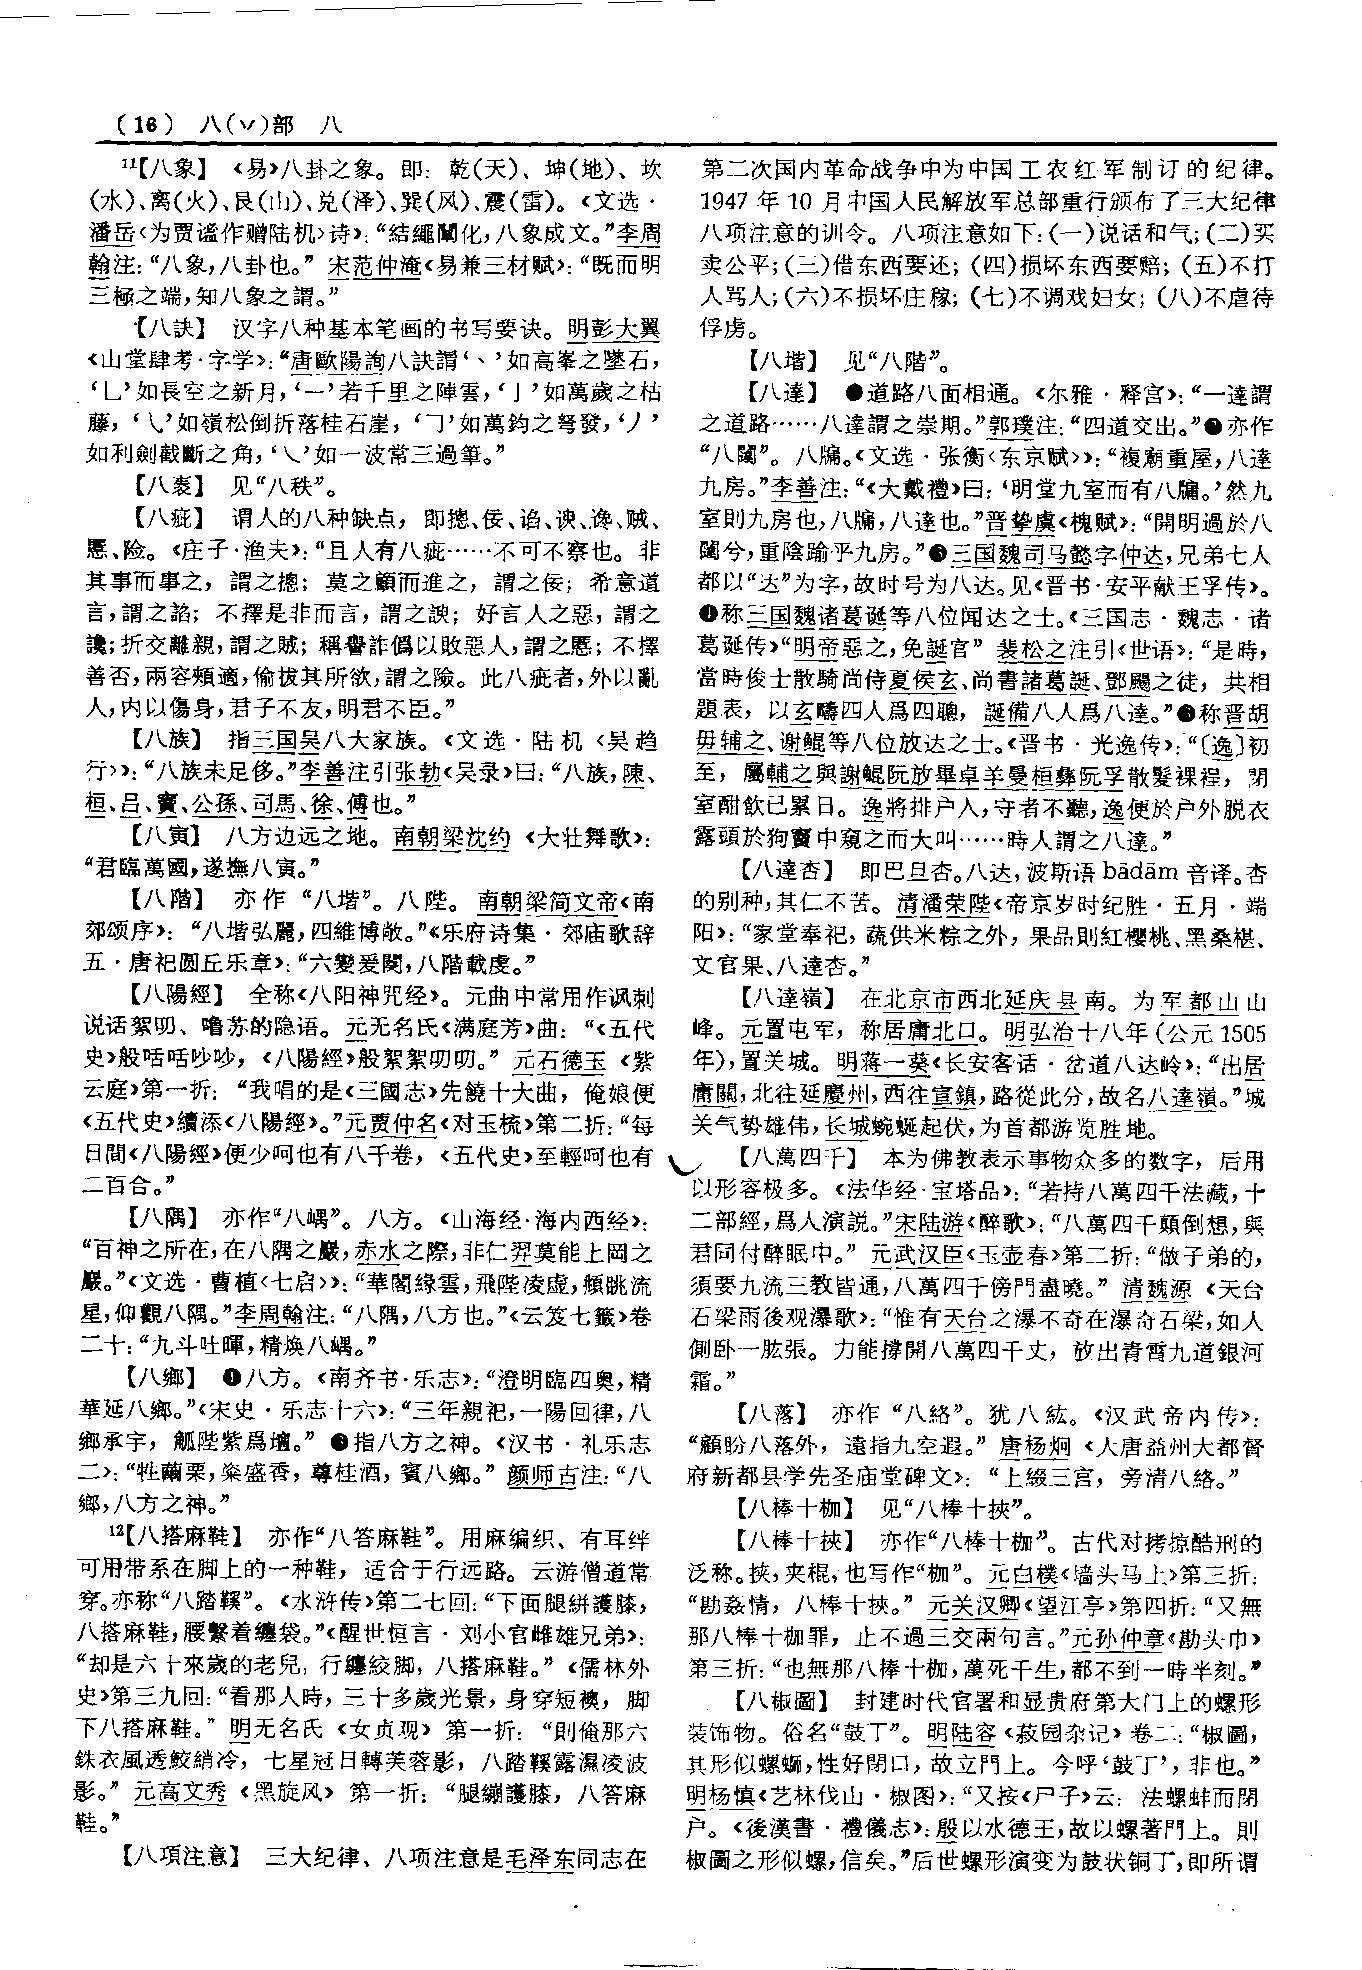 (16) 八(丷)部 八
¹¹【八象】 《易》八卦之象。即：乾(天)、坤(地)、坎
(水)、离(火)、艮(山)、兑(泽)、巽(风)、震(雷)。《文选·
潘岳〈为贾谧作赠陆机〉诗》：“結繩闡化，八象成文。”李周
翰注：“八象，八卦也。” 宋范仲淹《易兼三材赋》：“既而明
三極之端，知八象之謂。”
【八訣】 汉字八种基本笔画的书写要诀。明彭大翼
《山堂肆考·字学》：“唐歐陽詢八訣謂‘丶’如高峯之墜石，
‘乚’如長空之新月，‘一’若千里之陣雲，‘亅’如萬歲之枯
藤，‘㇂’如嶺松倒折落桂石崖，‘㇆’如萬鈞之弩發，‘丿’
如利劍截斷之角，‘㇏’如一波常三過筆。”
【八袠】 见“八秩”。
【八疵】 谓人的八种缺点，即摠、佞、谄、谀、谗、贼、
慝、险。《庄子·渔夫》：“且人有八疵……不可不察也。非
其事而事之，謂之摠；莫之顧而進之，謂之佞；希意道
言，謂之諂；不擇是非而言，謂之諛；好言人之惡，謂之
讒；折交離親，謂之賊；稱譽詐僞以敗惡人，謂之慝；不擇
善否，兩容頰適，偷拔其所欲，謂之險。此八疵者，外以亂
人，内以傷身，君子不友，明君不臣。”
【八族】 指三国吴八大家族。《文选·陆机〈吴趋
行〉》：“八族未足侈。”李善注引张勃《吴录》曰：“八族，陳、
桓、吕、竇、公孫、司馬、徐、傅也。”
【八寅】 八方边远之地。南朝梁沈约《大壮舞歌》：
“君臨萬國，遂撫八寅。”
【八階】 亦作“八堦”。八陛。南朝梁简文帝《南
郊颂序》：“八堦弘麗，四維博敞。”《乐府诗集·郊庙歌辞
五·唐祀圆丘乐章》：“六變爰闋，八階載虔。”
【八陽經】 全称《八阳神咒经》。元曲中常用作讽刺
说话絮叨、噜苏的隐语。元无名氏《满庭芳》曲：“《五代
史》般聒聒吵吵，《八陽經》般絮絮叨叨。” 元石德玉《紫
云庭》第一折：“我唱的是《三國志》先饒十大曲，俺娘便
《五代史》續添《八陽經》。”元贾仲名《对玉梳》第二折：“每
日間《八陽經》便少呵也有八千卷，《五代史》至輕呵也有
二百合。”
【八隅】 亦作“八嵎”。八方。《山海经·海内西经》：
“百神之所在，在八隅之巖，赤水之際，非仁羿莫能上岡之
巖。”《文选·曹植〈七启〉》：“華閣緣雲，飛陛凌虚，頫眺流
星，仰觀八隅。”李周翰注：“八隅，八方也。”《云笈七籤》卷
二十：“九斗吐暉，精焕八嵎。”
【八鄉】 ❶八方。《南齐书·乐志》：“澄明臨四奥，精
華延八鄉。”《宋史·乐志十六》：“三年親祀，一陽回律，八
鄉承宇，觚陛紫爲壇。” ❷指八方之神。《汉书·礼乐志
二》：“牲繭栗，粢盛香，尊桂酒，賓八鄉。” 颜师古注：“八
鄉，八方之神。”
¹²【八搭麻鞋】 亦作“八答麻鞋”。用麻编织、有耳绊
可用带系在脚上的一种鞋，适合于行远路。云游僧道常
穿。亦称“八踏鞵”。《水浒传》第二七回：“下面腿絣護膝，
八搭麻鞋，腰繫着纏袋。”《醒世恒言·刘小官雌雄兄弟》：
“却是六十來歲的老兒，行纏絞脚，八搭麻鞋。”《儒林外
史》第三九回：“看那人時，三十多歲光景，身穿短襖，脚
下八搭麻鞋。” 明无名氏《女贞观》第一折：“則俺那六
銖衣風透鮫綃冷，七星冠日轉芙蓉影，八踏鞵露濕凌波
影。” 元高文秀《黑旋风》第一折：“腿繃護膝，八答麻
鞋。”
【八項注意】 三大纪律、八项注意是毛泽东同志在
第二次国内革命战争中为中国工农红军制订的纪律。
1947 年 10 月中国人民解放军总部重行颁布了三大纪律
八项注意的训令。八项注意如下：(一)说话和气；(二)买
卖公平；(三)借东西要还；(四)损坏东西要赔；(五)不打
人骂人；(六)不损坏庄稼；(七)不调戏妇女；(八)不虐待
俘虏。
【八堦】 见“八階”。
【八達】 ❶道路八面相通。《尔雅·释宫》：“一達謂
之道路……八達謂之崇期。”郭璞注：“四道交出。”❷亦作
“八闥”。八牖。《文选·张衡〈东京赋〉》：“複廟重屋，八達
九房。”李善注：“《大戴禮》曰：‘明堂九室而有八牖。’然九
室則九房也，八牖，八達也。”晋挚虞《槐赋》：“開明過於八
闥兮，重陰踰乎九房。”❸三国魏司马懿字仲达，兄弟七人
都以“达”为字，故时号为八达。见《晋书·安平献王孚传》。
❹称三国魏诸葛诞等八位闻达之士。《三国志·魏志·诸
葛诞传》“明帝惡之，免誕官” 裴松之注引《世语》：“是時，
當時俊士散騎尚侍夏侯玄、尚書諸葛誕、鄧颺之徒，共相
題表，以玄疇四人爲四聰，誕備八人爲八達。”❺称晋胡
毋辅之、谢鲲等八位放达之士。《晋书·光逸传》：“〔逸〕初
至，屬輔之與謝鯤阮放畢卓羊曼桓彝阮孚散髮裸裎，閉
室酣飲已累日。逸將排户人，守者不聽，逸便於户外脱衣
露頭於狗竇中窺之而大叫……時人謂之八達。”
【八達杏】 即巴旦杏。八达，波斯语 bādām 音译。杏
的别种，其仁不苦。清潘荣陛《帝京岁时纪胜·五月·端
阳》：“家堂奉祀，蔬供米粽之外，果品則紅櫻桃、黑桑椹、
文官果、八達杏。”
【八達嶺】 在北京市西北延庆县南。为军都山山
峰。元置屯军，称居庸北口。明弘治十八年(公元 1505
年)，置关城。明蒋一葵《长安客话·岔道八达岭》：“出居
庸關，北往延慶州，西往宣鎮，路從此分，故名八達嶺。”城
关气势雄伟，长城蜿蜒起伏，为首都游览胜地。
【八萬四千】 本为佛教表示事物众多的数字，后用
以形容极多。《法华经·宝塔品》：“若持八萬四千法藏，十
二部經，爲人演説。”宋陆游《醉歌》：“八萬四千顛倒想，與
君同付醉眠中。” 元武汉臣《玉壶春》第二折：“做子弟的，
須要九流三教皆通，八萬四千傍門盡曉。” 清魏源《天台
石梁雨後观瀑歌》：“惟有天台之瀑不奇在瀑奇石梁，如人
側卧一肱張。力能撐開八萬四千丈，放出青霄九道銀河
霜。”
【八落】 亦作“八絡”。犹八紘。《汉武帝内传》：
“顧盼八落外，遠指九空遐。” 唐杨炯《大唐益州大都督
府新都县学先圣庙堂碑文》：“上綴三宫，旁清八絡。”
【八棒十枷】 见“八棒十挾”。
【八棒十挾】 亦作“八棒十枷”。古代对拷掠酷刑的
泛称。挟，夹棍，也写作“枷”。元白樸《墙头马上》第三折：
“勘姦情，八棒十挾。” 元关汉卿《望江亭》第四折：“又無
那八棒十枷罪，止不過三交兩句言。”元孙仲章《勘头巾》
第三折：“也無那八棒十枷，萬死千生，都不到一時半刻。”
【八椒圖】 封建时代官署和显贵府第大门上的螺形
装饰物。俗名“鼓丁”。明陆容《菽园杂记》卷二：“椒圖，
其形似螺螄，性好閉口，故立門上。今呼‘鼓丁’，非也。”
明杨慎《艺林伐山·椒图》：“又按《尸子》云：法螺蚌而閉
户。《後漢書·禮儀志》：殷以水德王，故以螺著門上。則
椒圖之形似螺，信矣。”后世螺形演变为鼓状铜丁，即所谓